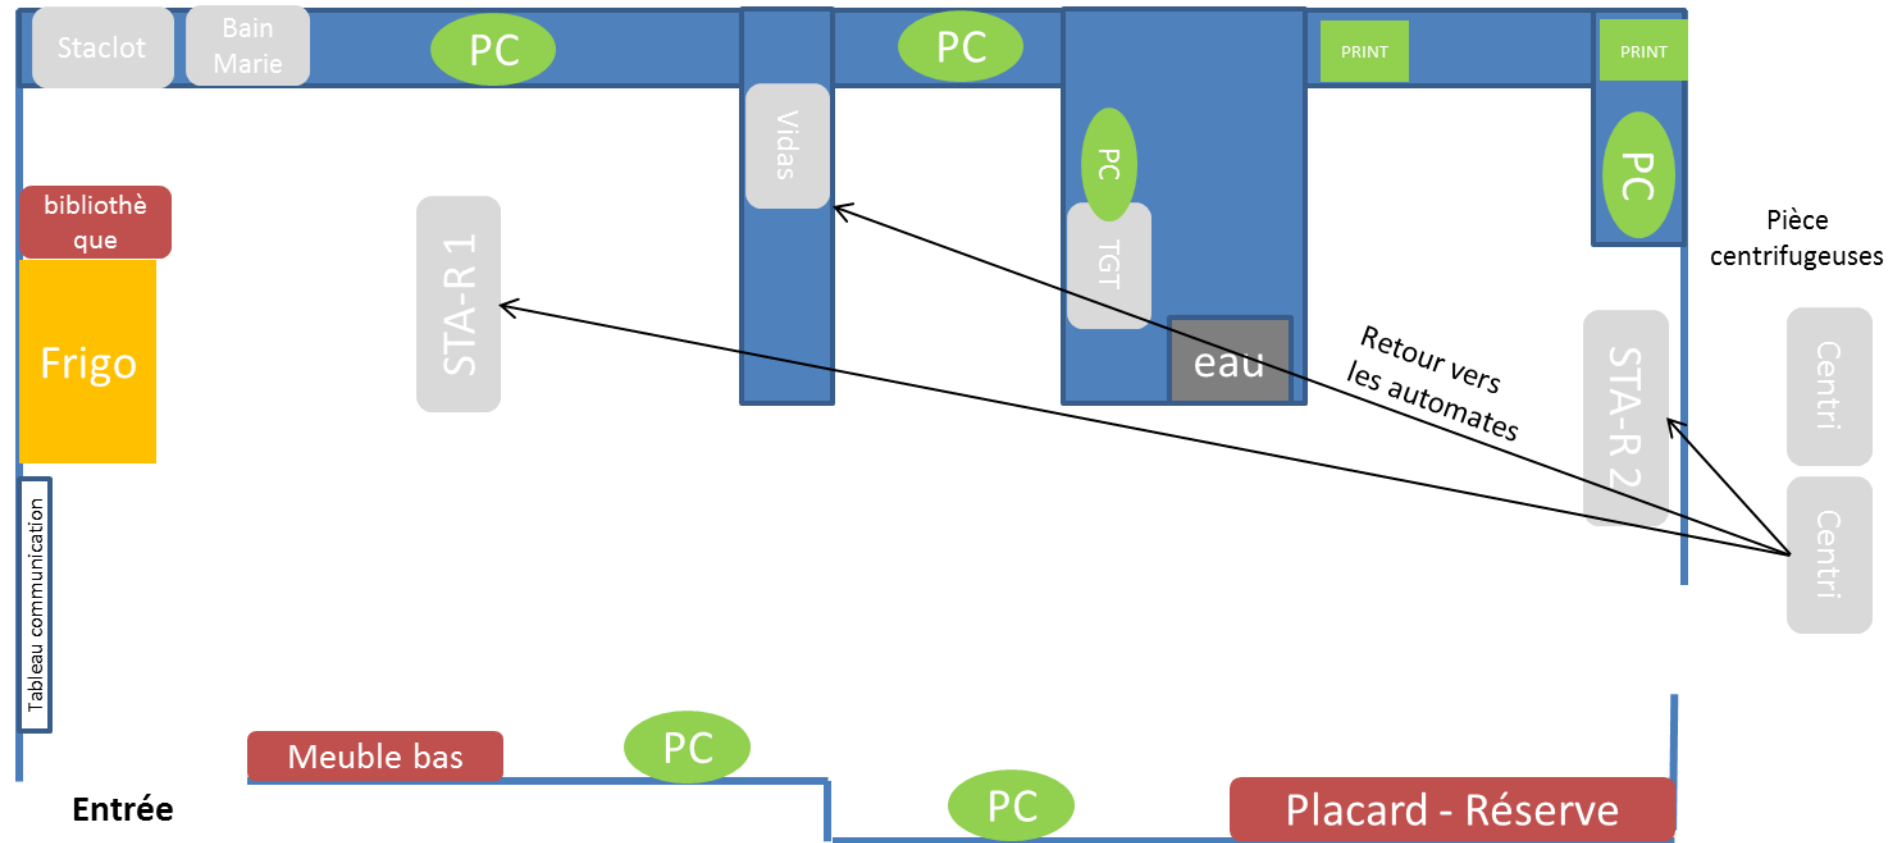 Staclot
Bain
Marie
PC
PC
PRINT
PRINT
Vidas
PC
PC
bibliothè
que
TGT
STA-R 1
Pièce
centrifugeuses
Frigo
eau
Retour vers
les automates
STA-R 2
Centri
Centri
Tableau communication
Meuble bas
PC
PC
Placard - Réserve
Entrée